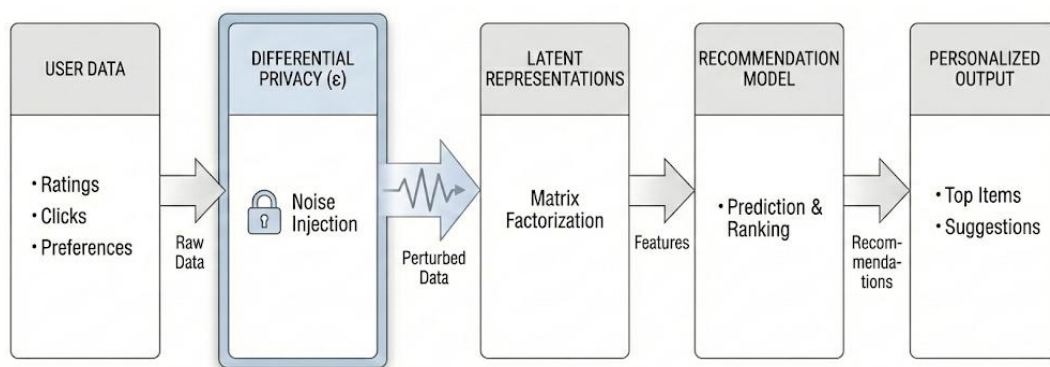 USER DATA
• Ratings
• Clicks
• Preferences
Raw
Data
DIFFERENTIAL
PRIVACY (ε)
Noise
Injection
Perturbed
Data
LATENT
REPRESENTATIONS
Matrix
Factorization
Features
RECOMMENDATION
MODEL
• Prediction &
Ranking
Recom-
menda-
tions
PERSONALIZED
OUTPUT
• Top Items
• Suggestions